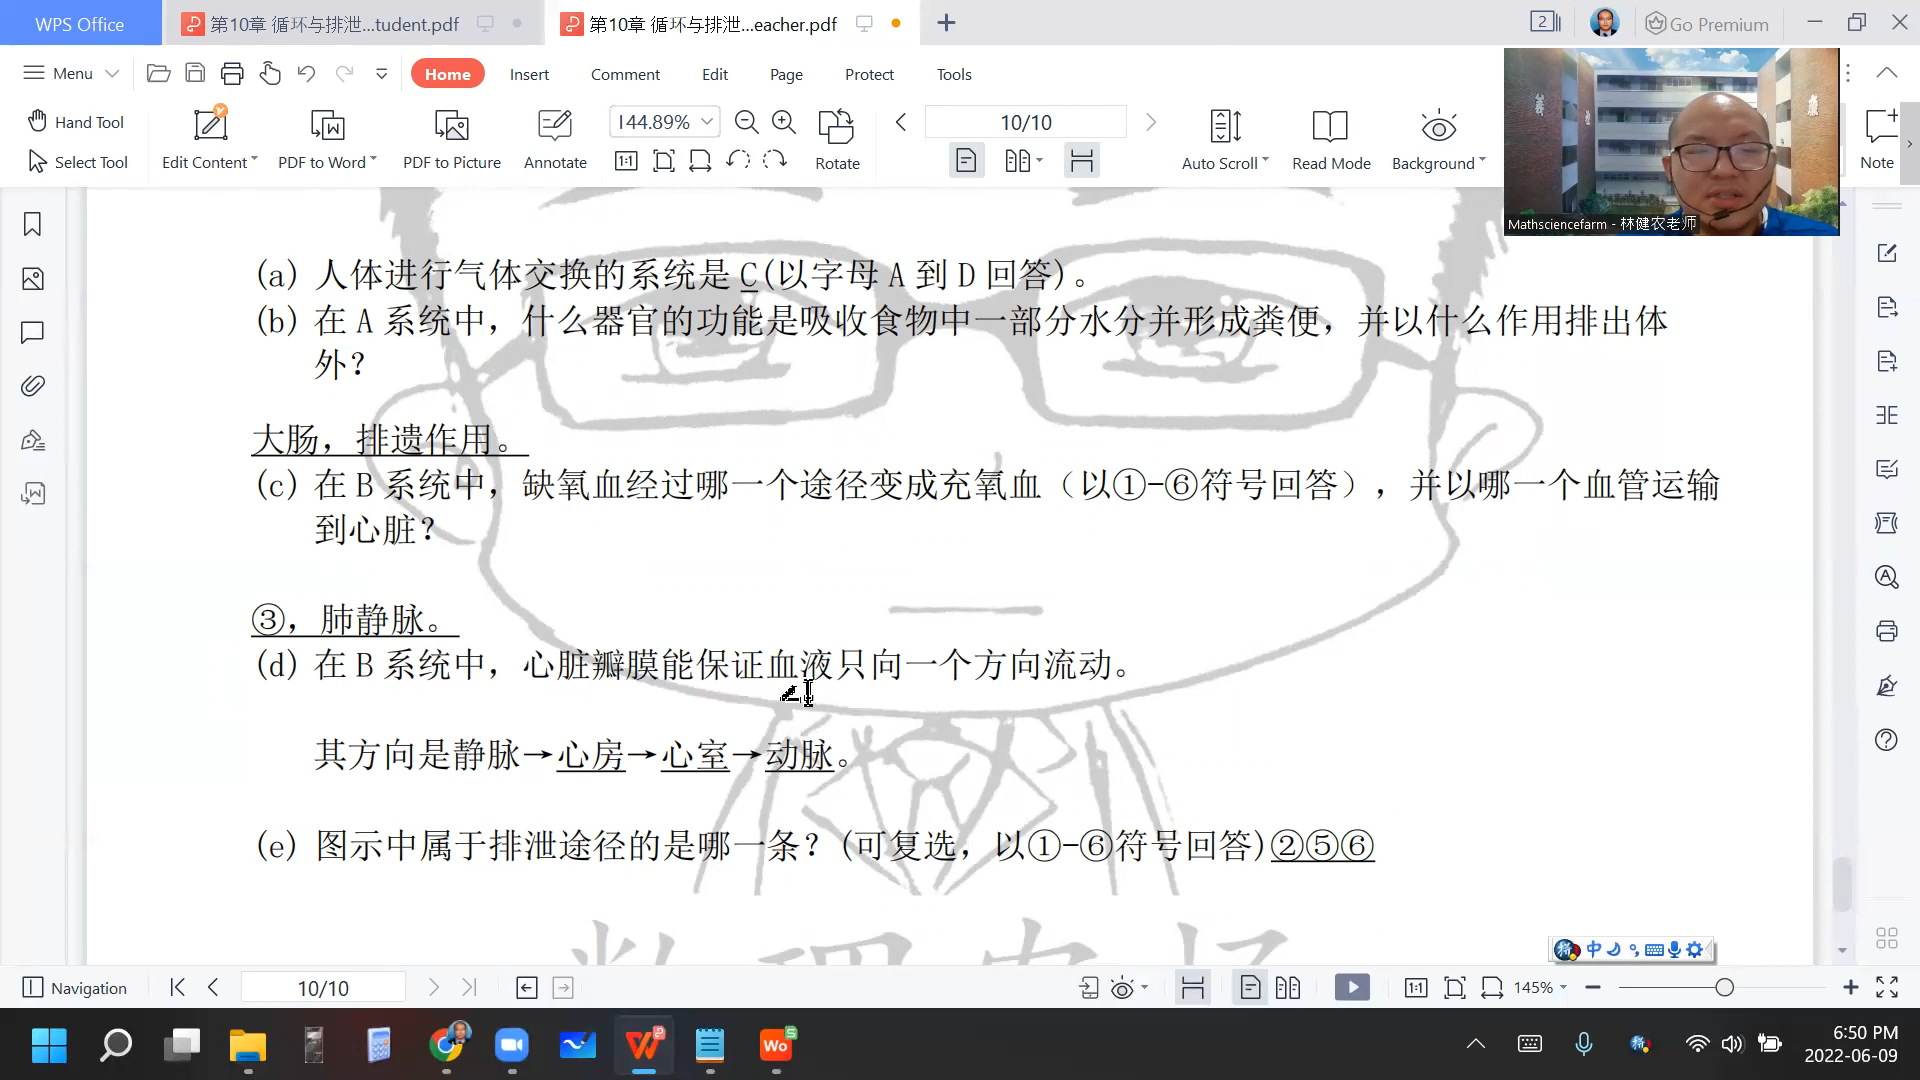 WPS Office
第10章 循环与排泄...tudent.pdf
第10章 循环与排泄...eacher.pdf
2
Go Premium
Menu
Home
Insert
Comment
Edit
Page
Protect
Tools
Hand Tool
Select Tool
Edit Content
PDF to Word
PDF to Picture
Annotate
144.89%
1:1
Rotate
10/10
Auto Scroll
Read Mode
Background
Note
Mathsciencefarm - 林健农老师
(a) 人体进行气体交换的系统是 C(以字母 A 到 D 回答)。
(b) 在 A 系统中，什么器官的功能是吸收食物中一部分水分并形成粪便，并以什么作用排出体
外？
大肠，排遗作用。
(c) 在 B 系统中，缺氧血经过哪一个途径变成充氧血（以①-⑥符号回答），并以哪一个血管运输
到心脏？
③，肺静脉。
(d) 在 B 系统中，心脏瓣膜能保证血液只向一个方向流动。
其方向是静脉→心房→心室→动脉。
(e) 图示中属于排泄途径的是哪一条？(可复选，以①-⑥符号回答)②⑤⑥
中
Navigation
10/10
1:1
145%
Wo
6:50 PM
2022-06-09